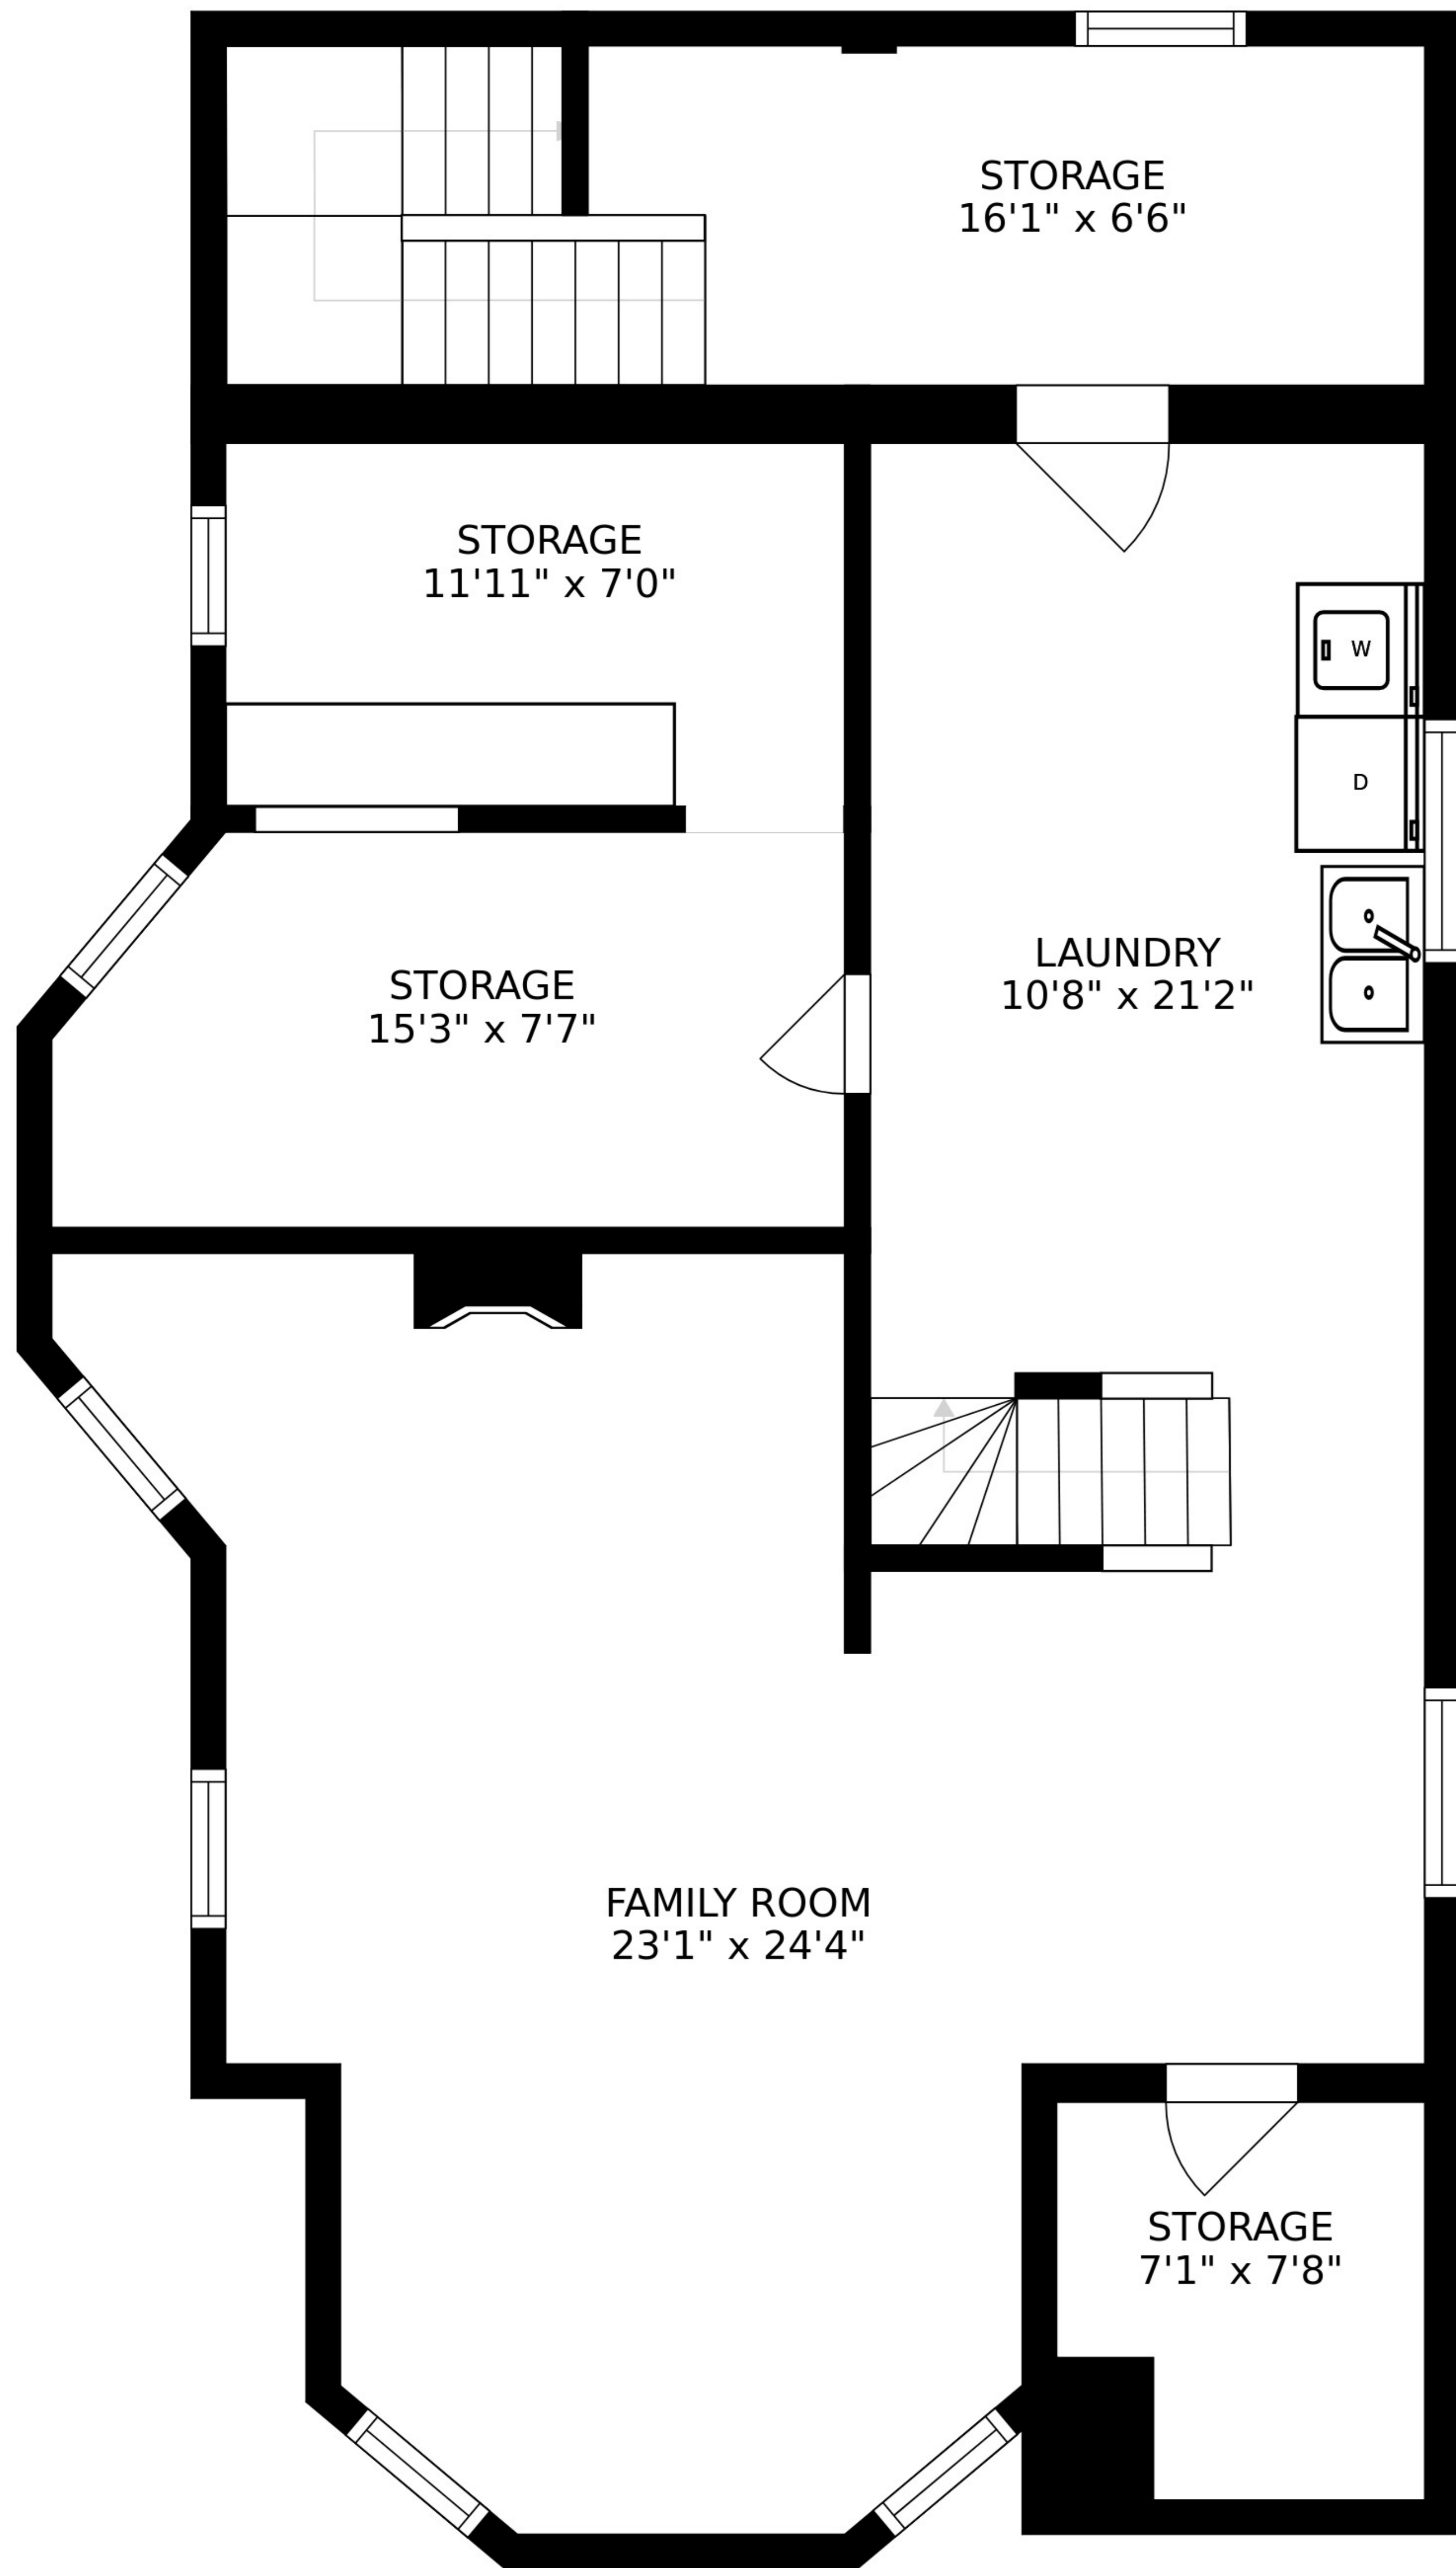 STORAGE
16'1" x 6'6"
STORAGE
11'11" x 7'0"
W
D
LAUNDRY
10'8" x 21'2"
STORAGE
15'3" x 7'7"
FAMILY ROOM
23'1" x 24'4"
STORAGE
7'1" x 7'8"